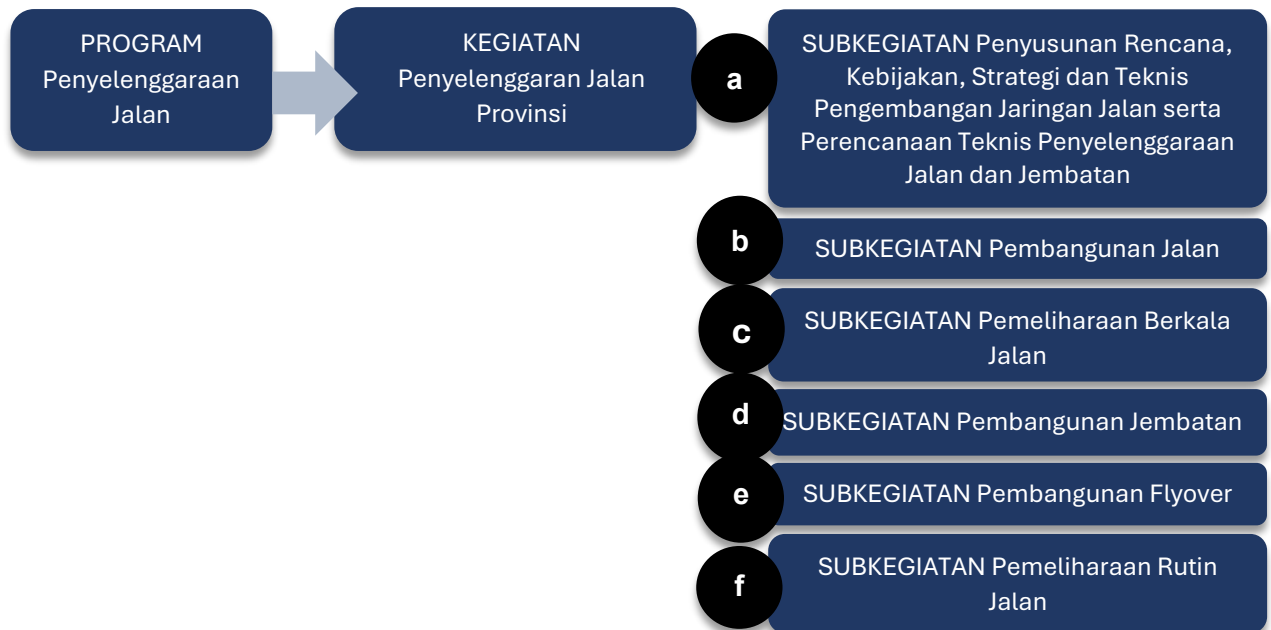 PROGRAM
Penyelenggaraan
Jalan
KEGIATAN
Penyelenggaran Jalan
Provinsi
a
SUBKEGIATAN Penyusunan Rencana,
Kebijakan, Strategi dan Teknis
Pengembangan Jaringan Jalan serta
Perencanaan Teknis Penyelenggaraan
Jalan dan Jembatan
b
SUBKEGIATAN Pembangunan Jalan
c
SUBKEGIATAN Pemeliharaan Berkala
Jalan
d
SUBKEGIATAN Pembangunan Jembatan
e
SUBKEGIATAN Pembangunan Flyover
f
SUBKEGIATAN Pemeliharaan Rutin
Jalan